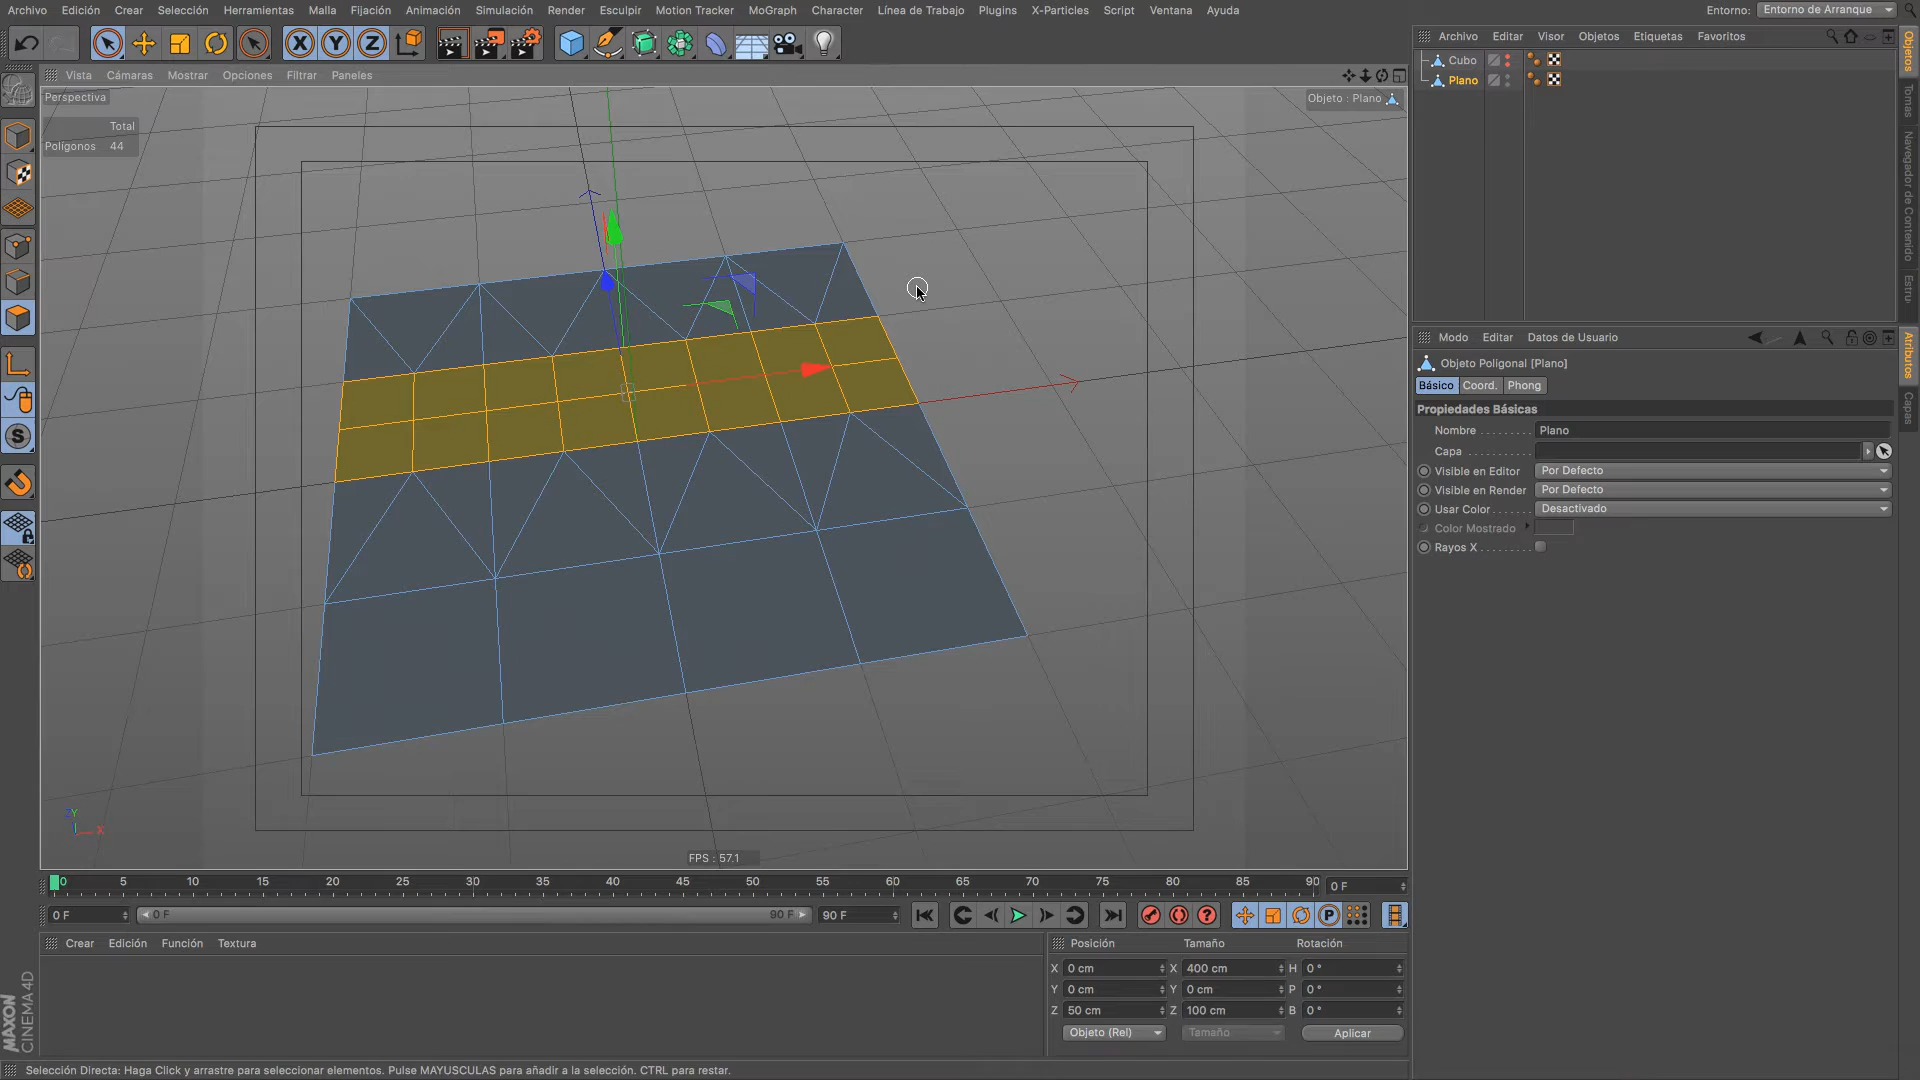 Archivo Edición Crear Selección Herramientas Malla Fijación Animación Simulación Render Esculpir Motion Tracker MoGraph Character Línea de Trabajo Plugins X-Particles Script Ventana Ayuda Entorno: Entorno de Arranque
X Y Z
Archivo Editar Visor Objetos Etiquetas Favoritos
Cubo
Plano
Vista Cámaras Mostrar Opciones Filtrar Paneles
Perspectiva
Objeto : Plano
Total
Polígonos 44
Objetos
Tomas
Navegador de Contenido
Estru
Modo Editar Datos de Usuario
Objeto Poligonal [Plano]
Básico Coord. Phong
Propiedades Básicas
Nombre Plano
Capa
Visible en Editor Por Defecto
Visible en Render Por Defecto
Usar Color Desactivado
Color Mostrado
Rayos X
Atributos
Capas
S
Y
X
FPS : 57.1
0 5 10 15 20 25 30 35 40 45 50 55 60 65 70 75 80 85 90 0 F
0 F 0 F 90 F 90 F
P
Crear Edición Función Textura
Posición Tamaño Rotación
X 0 cm X 400 cm H 0 °
Y 0 cm Y 0 cm P 0 °
Z 50 cm Z 100 cm B 0 °
Objeto (Rel) Tamaño Aplicar
MAXON
CINEMA 4D
Selección Directa: Haga Click y arrastre para seleccionar elementos. Pulse MAYUSCULAS para añadir a la selección. CTRL para restar.